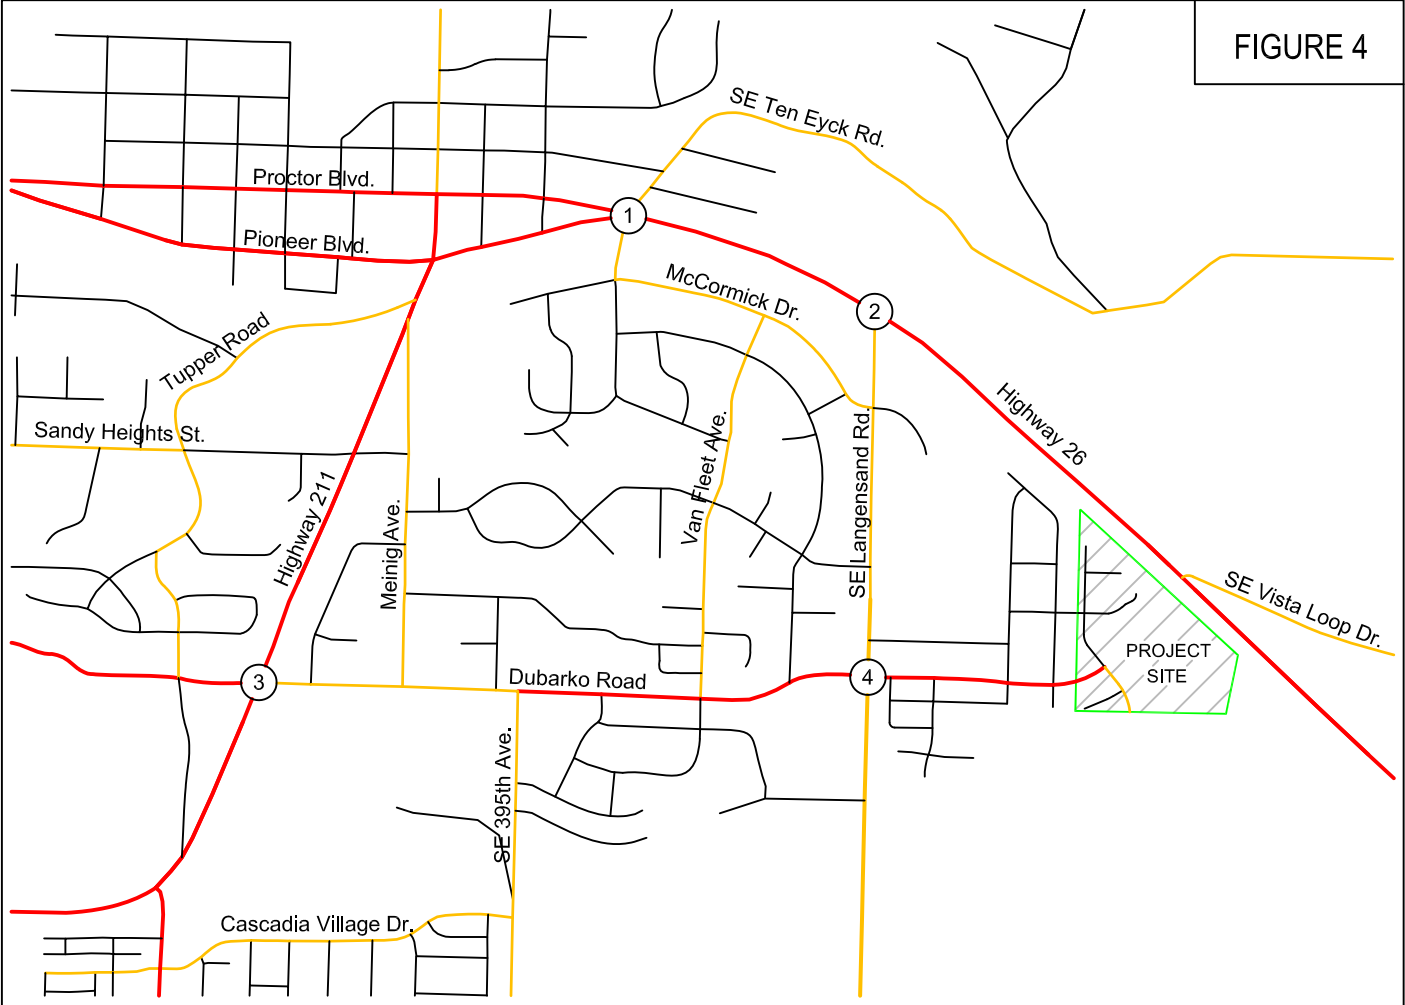 FIGURE 4
SE Ten Eyck Rd.
Proctor Blvd.
1
Pioneer Blvd.
McCormick Dr.
2
Tupper Road
Highway 26
Sandy Heights St.
Van Fleet Ave.
SE Langensand Rd.
Highway 211
Meinig Ave.
SE Vista Loop Dr.
PROJECT
SITE
3
Dubarko Road
4
SE 395th Ave.
Cascadia Village Dr.